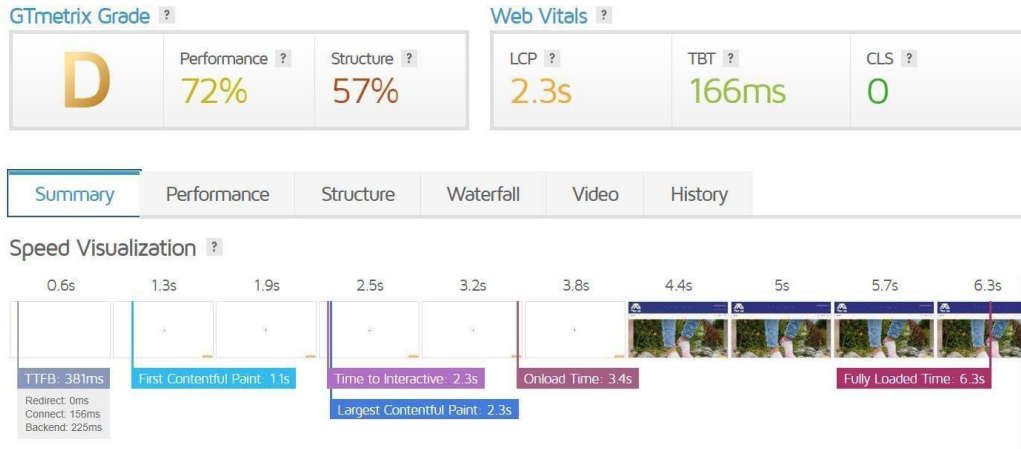 GTmetrix Grade ?
Web Vitals ?
D
Performance ?
72%
Structure ?
57%
LCP ?
2.3s
TBT ?
166ms
CLS ?
0
Summary
Performance
Structure
Waterfall
Video
History
Speed Visualization ?
0.6s 1.3s 1.9s 2.5s 3.2s 3.8s 4.4s 5s 5.7s 6.3s
TTFB: 381ms
Redirect: 0ms
Connect: 156ms
Backend: 225ms
First Contentful Paint: 1.1s
Time to Interactive: 2.3s
Largest Contentful Paint: 2.3s
Onload Time: 3.4s
Fully Loaded Time: 6.3s